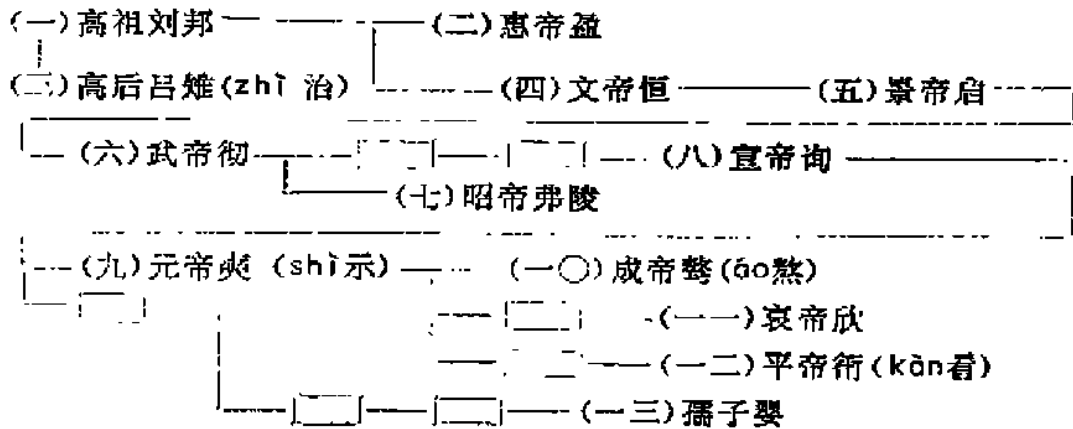 (一)高祖刘邦 (二)惠帝盈
(三)高后吕雉(zhì 治) (四)文帝恒 (五)景帝启
(六)武帝彻 (八)宣帝询
(七)昭帝弗陵
(九)元帝奭 (shì示) (一〇)成帝骜(áo熬)
(一一)哀帝欣
(一二)平帝衎(kàn看)
(一三)孺子婴